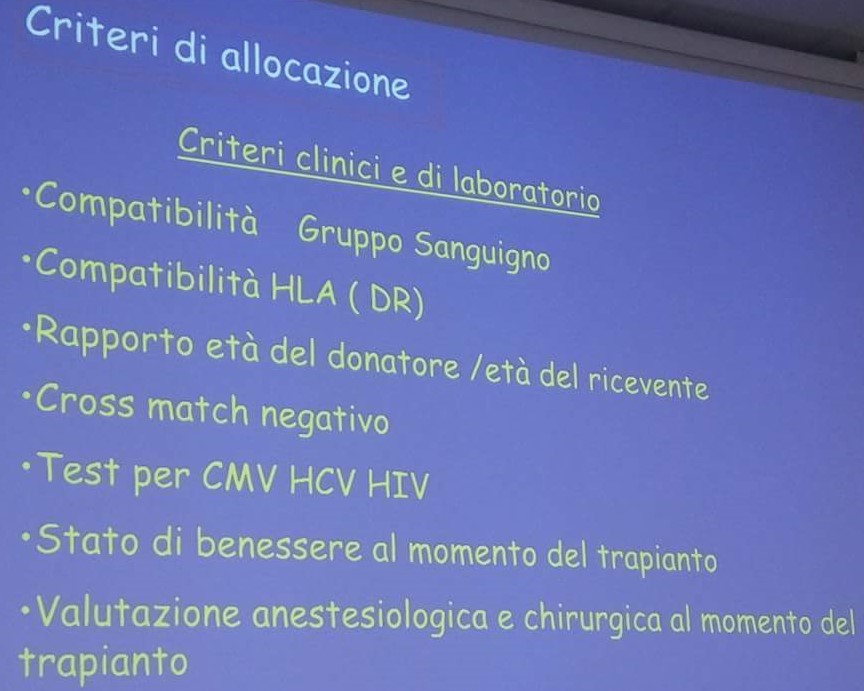 Criteri di allocazione
Criteri clinici e di laboratorio
•Compatibilità Gruppo Sanguigno
•Compatibilità HLA ( DR)
•Rapporto età del donatore /età del ricevente
•Cross match negativo
•Test per CMV HCV HIV
•Stato di benessere al momento del trapianto
•Valutazione anestesiologica e chirurgica al momento del
trapianto